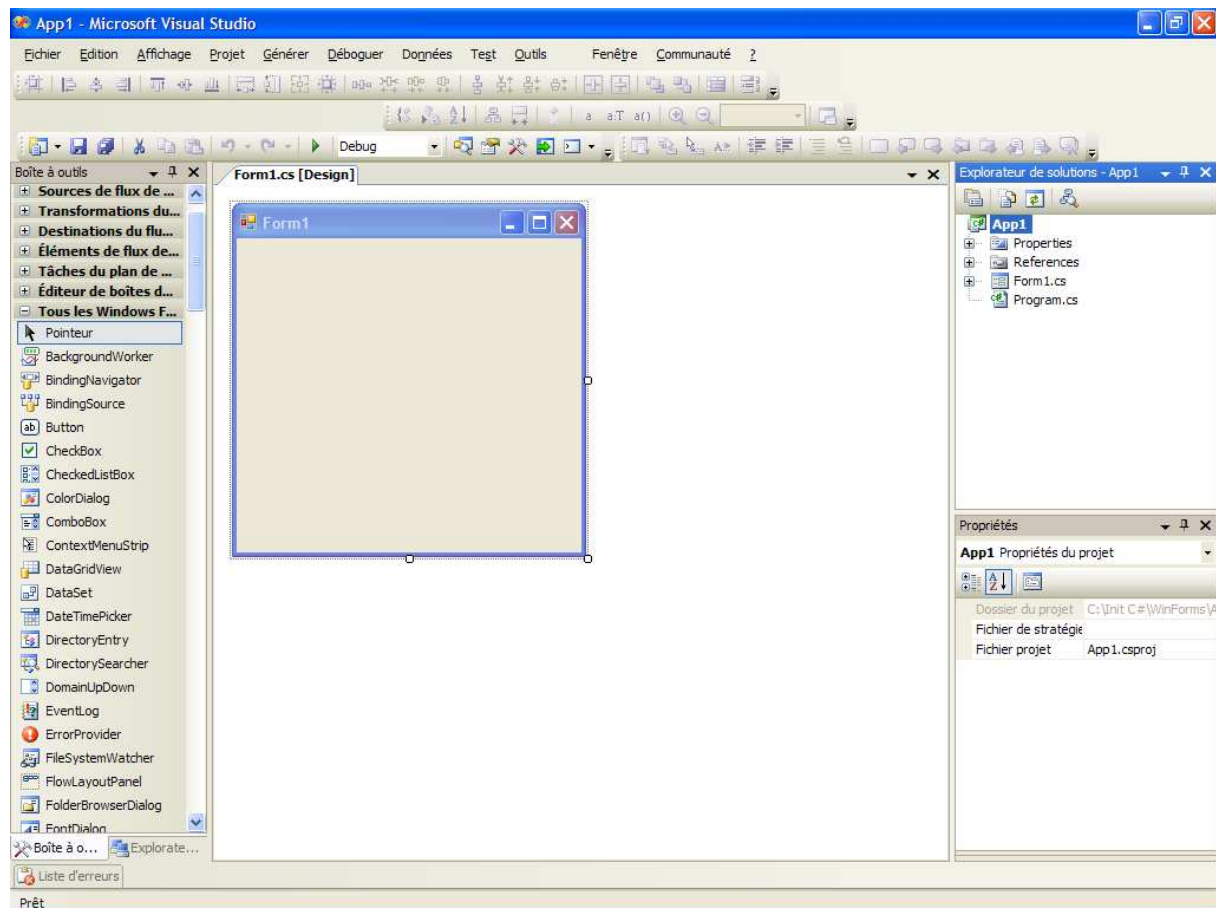 App1 - Microsoft Visual Studio
Fichier Edition Affichage Projet Générer Déboguer Données Test Outils Fenêtre Communauté ?
a a:T a()
Debug
Boîte à outils
Sources de flux de ...
Transformations du...
Destinations du flu...
Éléments de flux de...
Tâches du plan de ...
Éditeur de boîtes d...
Tous les Windows F...
Pointeur
BackgroundWorker
BindingNavigator
BindingSource
Button
CheckBox
CheckedListBox
ColorDialog
ComboBox
ContextMenuStrip
DataGridView
DataSet
DateTimePicker
DirectoryEntry
DirectorySearcher
DomainUpDown
EventLog
ErrorProvider
FileSystemWatcher
FlowLayoutPanel
FolderBrowserDialog
FontDialog
Boîte à o... Explorate...
Form1.cs [Design]
Form1
Explorateur de solutions - App1
App1
Properties
References
Form1.cs
Program.cs
Propriétés
App1 Propriétés du projet
Dossier du projet C:\Init C#\WinForms\A
Fichier de stratégie
Fichier projet App1.csproj
Liste d'erreurs
Prêt